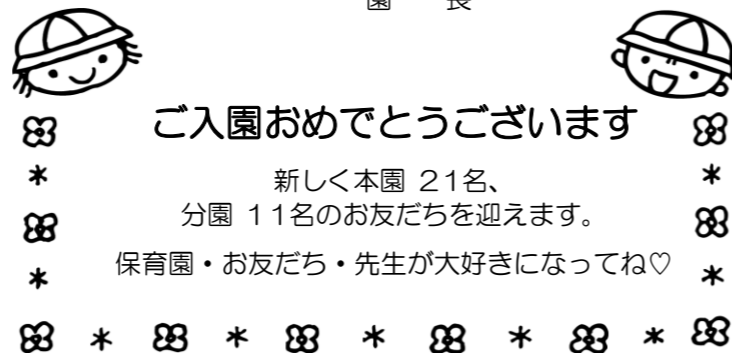 園　長
ご入園おめでとうございます
新しく本園 21名、
分園 11名のお友だちを迎えます。
保育園・お友だち・先生が大好きになってね♡